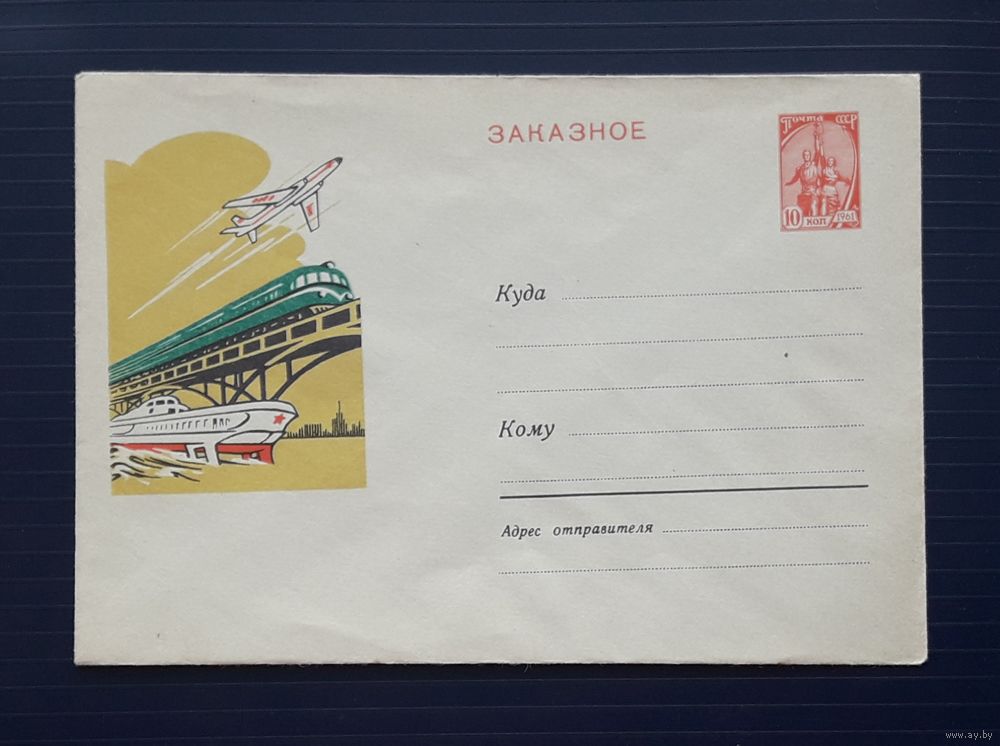 ЗАКАЗНОЕ
Почта СССР
10 коп 1961
Куда
Кому
Адрес отправителя
www.ay.by